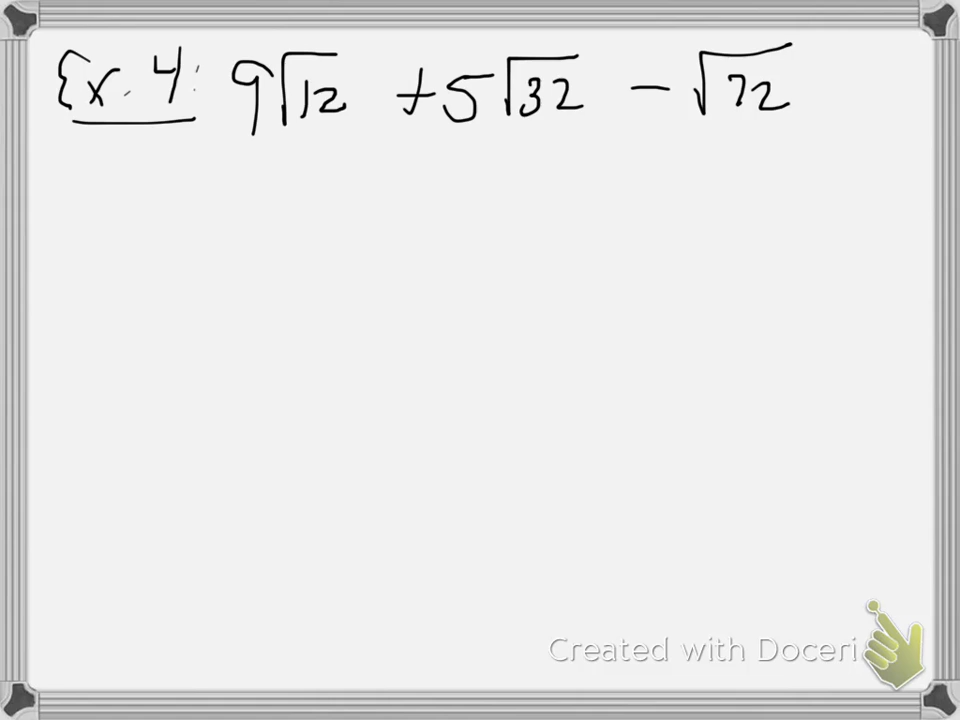 Ex. 4: 9√12 + 5√32 − √72
Created with Doceri